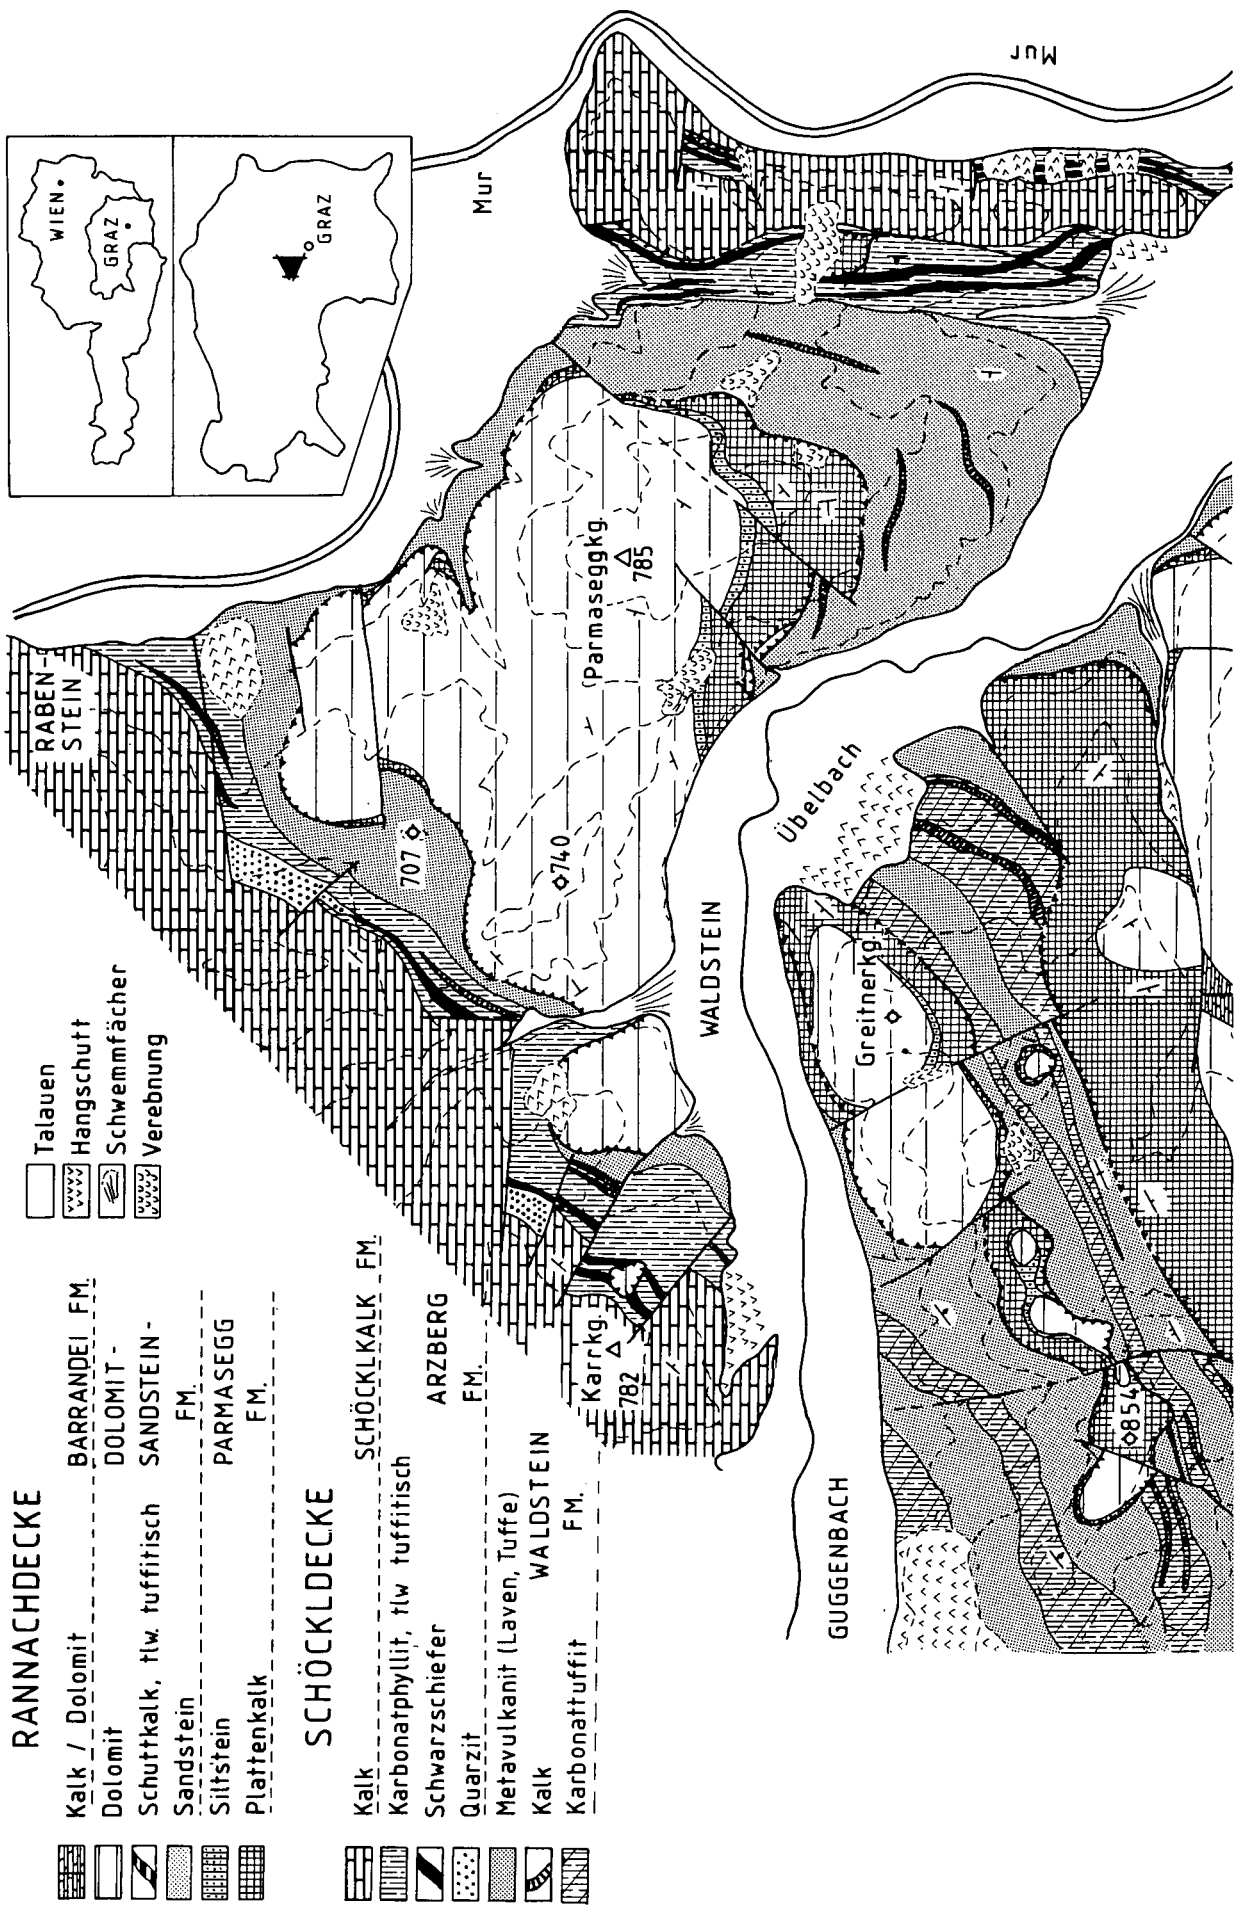 RANNACHDECKE
Kalk / Dolomit BARRANDEI FM.
Dolomit DOLOMIT-
Schuttkalk, tlw. tuffitisch SANDSTEIN-
Sandstein FM.
Siltstein PARMASEGG
Plattenkalk FM.
SCHÖCKLDECKE
Kalk SCHÖCKLKALK FM.
Karbonatphyllit, tlw tuffitisch
Schwarzschiefer ARZBERG
Quarzit FM.
Metavulkanit (Laven, Tuffe)
Kalk WALDSTEIN
Karbonattuffit FM.
Talauen
Hangschutt
Schwemmfächer
Verebnung
WIEN
GRAZ
GRAZ
Mur
Mur
RABEN-
STEIN
707
740
Parmaseggkg.
785
WALDSTEIN
Übelbach
Karrkg.
782
Greitnerkg.
GUGGENBACH
854